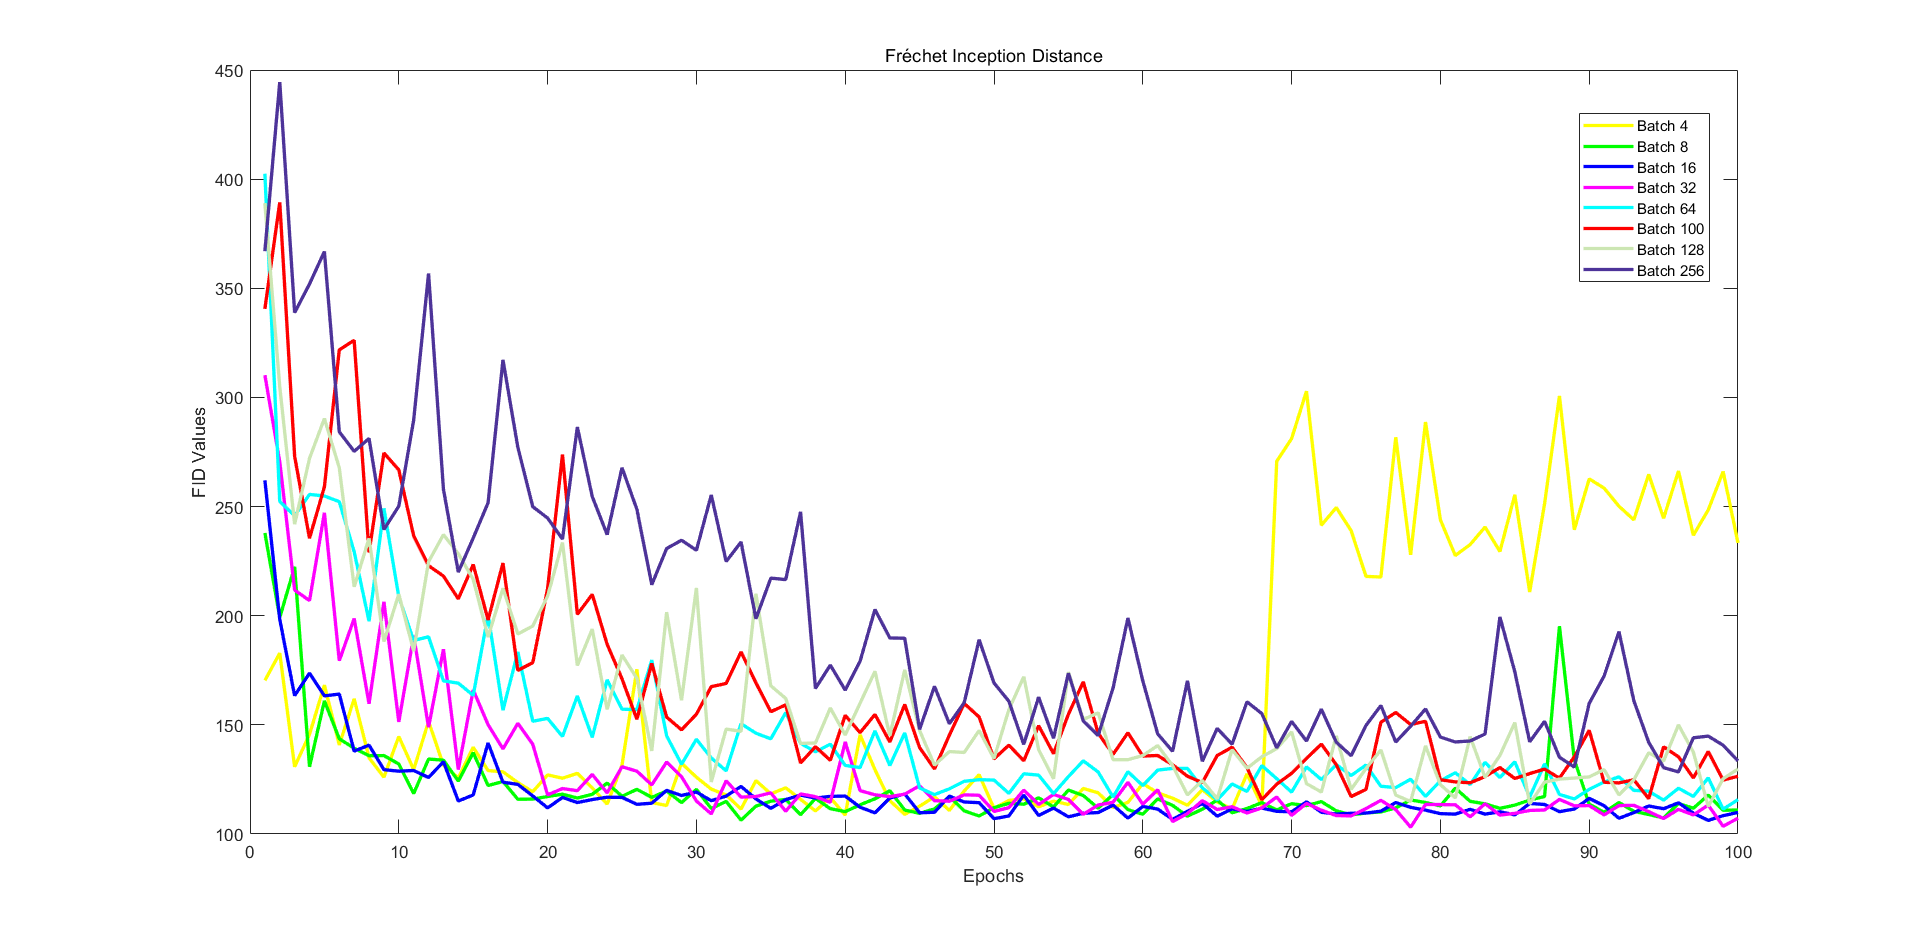 Fréchet Inception Distance
450
400
350
300
250
200
150
100
FID Values
Batch 4
Batch 8
Batch 16
Batch 32
Batch 64
Batch 100
Batch 128
Batch 256
0 10 20 30 40 50 60 70 80 90 100
Epochs